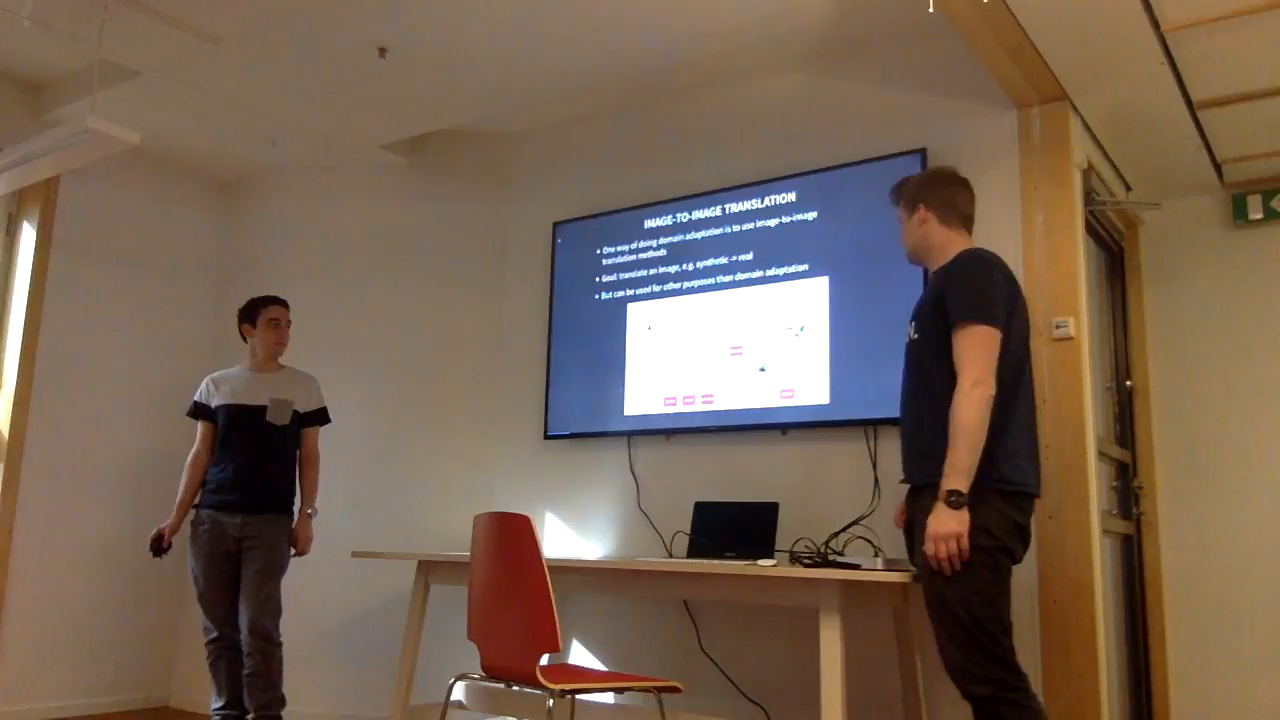 IMAGE-TO-IMAGE TRANSLATION
One way of doing domain adaptation is to use image-to-image
translation methods
Goal: translate an image, e.g. synthetic -> real
But can be used for other purposes than domain adaptation